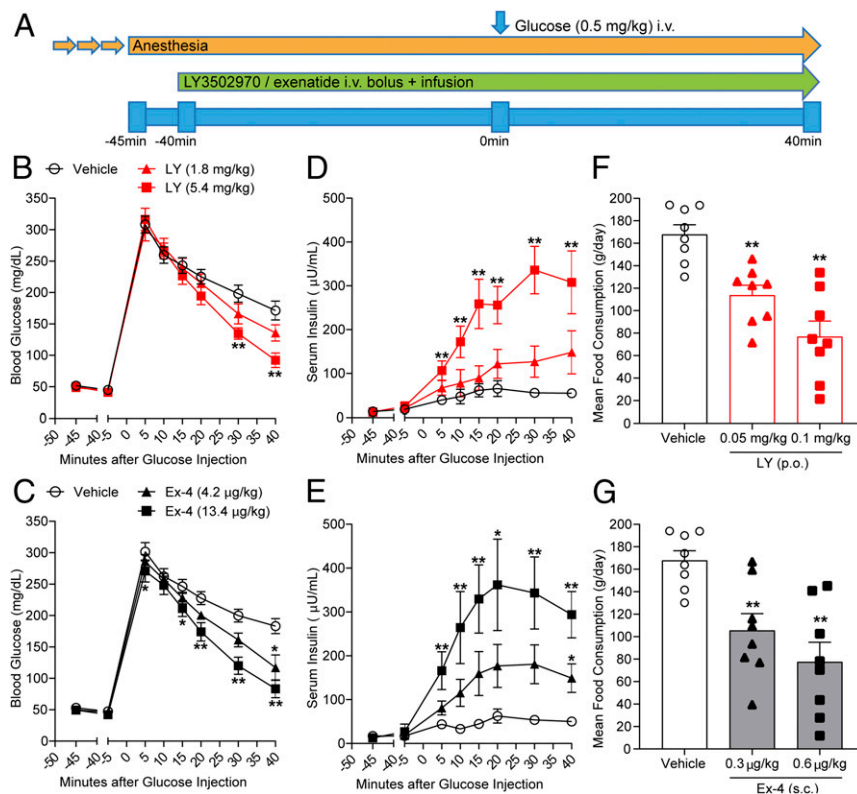 A
Glucose (0.5 mg/kg) i.v.
Anesthesia
LY3502970 / exenatide i.v. bolus + infusion
-45min
-40min
0min
40min
B
Vehicle
LY (1.8 mg/kg)
LY (5.4 mg/kg)
Blood Glucose (mg/dL)
350
300
250
200
150
100
50
0
**
**
-50 -45 -40 -5 0 5 10 15 20 25 30 35 40
Minutes after Glucose Injection
D
Serum Insulin ( µU/mL)
500
400
300
200
100
0
** ** ** ** ** **
-50 -45 -40 -5 0 5 10 15 20 25 30 35 40
Minutes after Glucose Injection
F
Mean Food Consumption (g/day)
200
180
160
140
120
100
80
60
40
20
0
** **
Vehicle 0.05 mg/kg 0.1 mg/kg
LY (p.o.)
C
Vehicle
Ex-4 (4.2 µg/kg)
Ex-4 (13.4 µg/kg)
Blood Glucose (mg/dL)
350
300
250
200
150
100
50
0
* * ** ** * **
-50 -45 -40 -5 0 5 10 15 20 25 30 35 40
Minutes after Glucose Injection
E
Serum Insulin ( µU/mL)
500
400
300
200
100
0
** ** ** * ** ** *
-50 -45 -40 -5 0 5 10 15 20 25 30 35 40
Minutes after Glucose Injection
G
Mean Food Consumption (g/day)
200
180
160
140
120
100
80
60
40
20
0
** **
Vehicle 0.3 µg/kg 0.6 µg/kg
Ex-4 (s.c.)